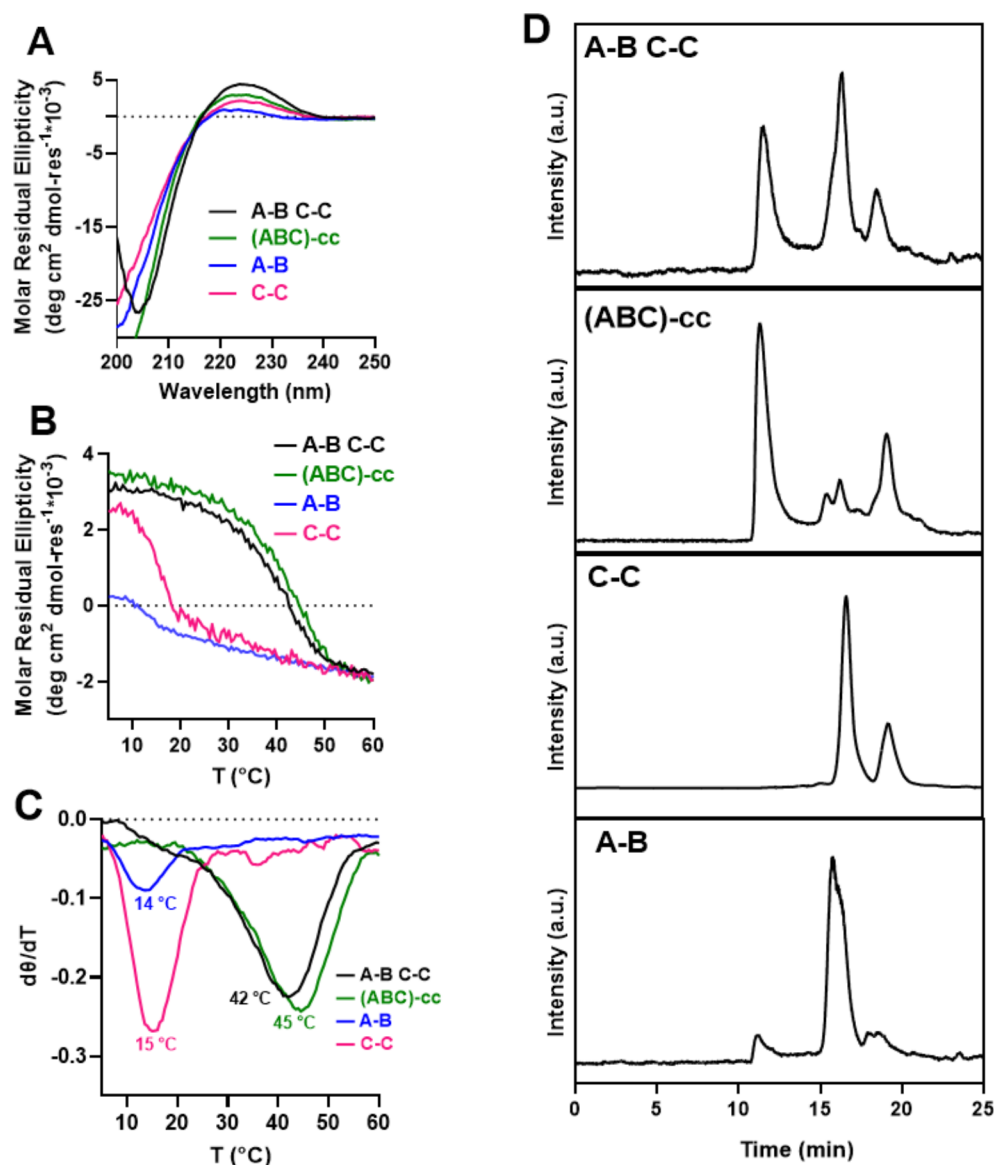 A
Molar Residual Ellipticity
(deg cm² dmol-res⁻¹*10⁻³)
5
-5
-15
-25
A-B C-C
(ABC)-cc
A-B
C-C
200 210 220 230 240 250
Wavelength (nm)
B
Molar Residual Ellipticity
(deg cm² dmol-res⁻¹*10⁻³)
4
2
0
-2
A-B C-C
(ABC)-cc
A-B
C-C
10 20 30 40 50 60
T (°C)
C
dθ/dT
0.0
-0.1
-0.2
-0.3
14 °C
15 °C
42 °C
45 °C
A-B C-C
(ABC)-cc
A-B
C-C
10 20 30 40 50 60
T (°C)
D
A-B C-C
Intensity (a.u.)
(ABC)-cc
Intensity (a.u.)
C-C
Intensity (a.u.)
A-B
Intensity (a.u.)
0 5 10 15 20 25
Time (min)